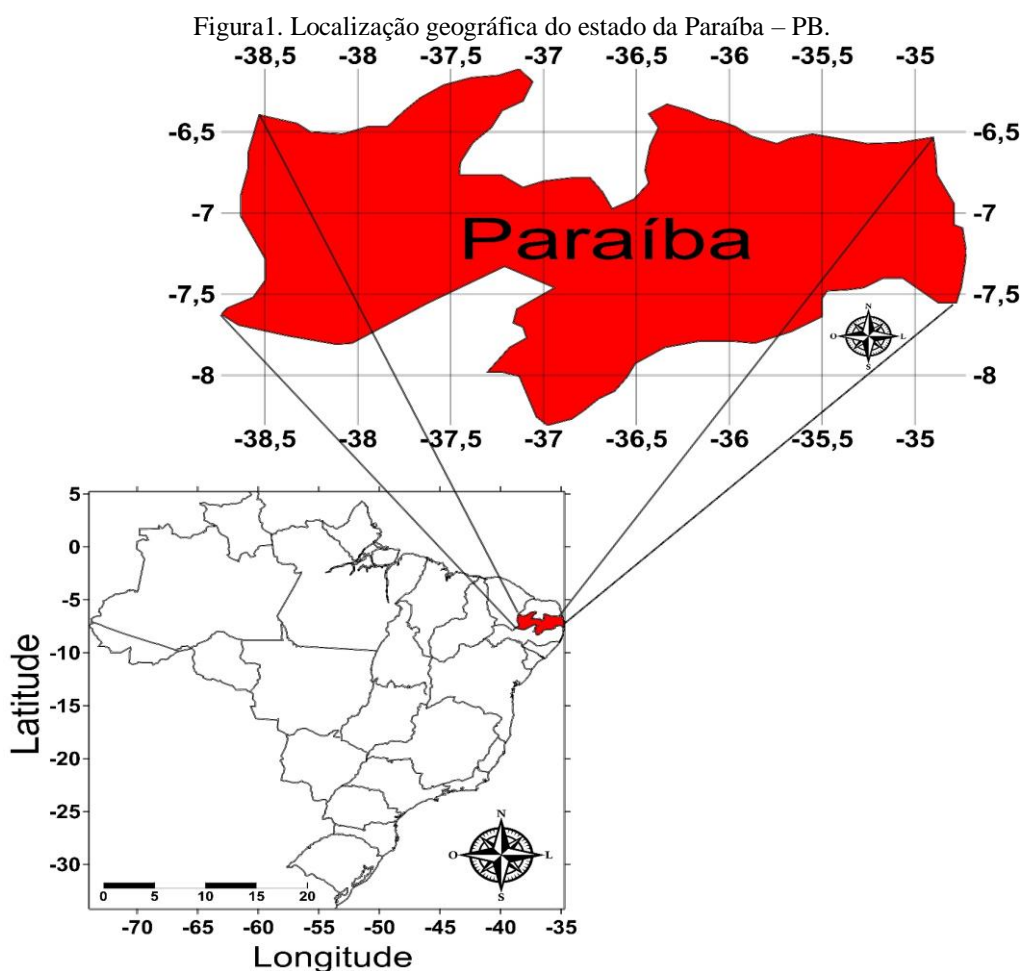 Figura1. Localização geográfica do estado da Paraíba – PB.
-38,5 -38 -37,5 -37 -36,5 -36 -35,5 -35
-6,5 -6,5
-7 -7
Paraíba
-7,5 -7,5
N
O L
S
-8 -8
-38,5 -38 -37,5 -37 -36,5 -36 -35,5 -35
5
0
-5
-10
-15
-20
-25
-30
Latitude
N
O L
S
0 5 10 15 20
-70 -65 -60 -55 -50 -45 -40 -35
Longitude